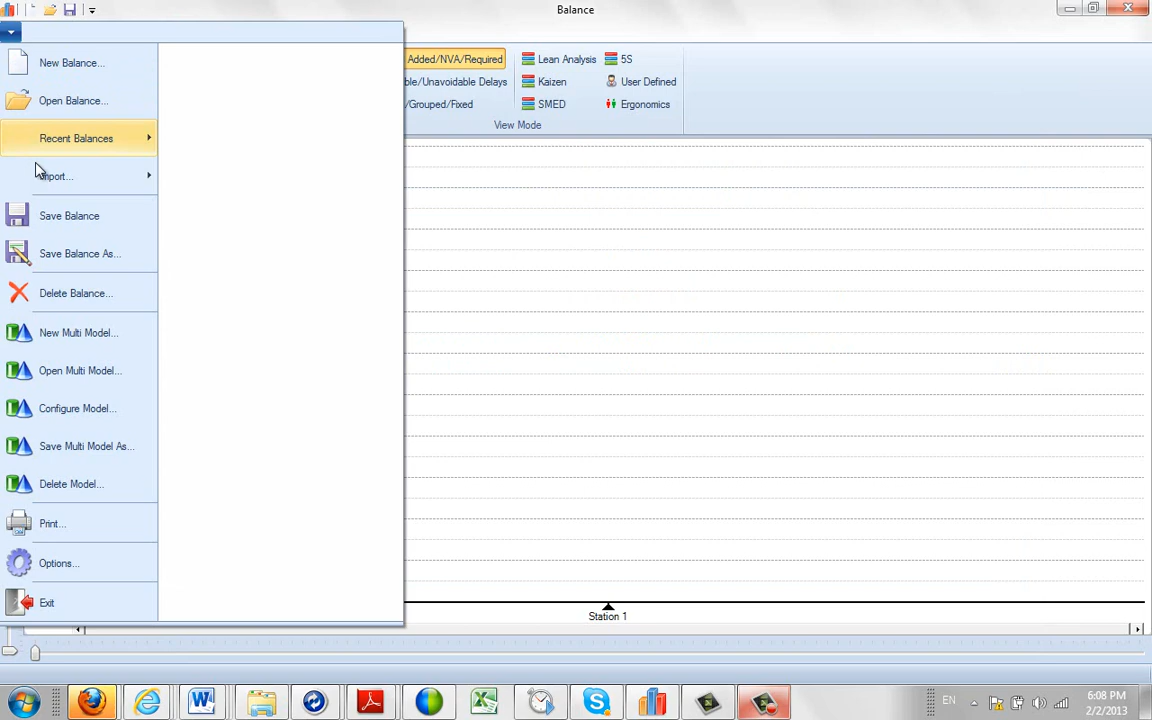 Balance
New Balance...
Open Balance...
Recent Balances
Import...
Save Balance
Save Balance As...
Delete Balance...
New Multi Model...
Open Multi Model...
Configure Model...
Save Multi Model As...
Delete Model...
Print...
Options...
Exit
Added/NVA/Required
ble/Unavoidable Delays
/Grouped/Fixed
Lean Analysis
5S
Kaizen
User Defined
SMED
Ergonomics
View Mode
Station 1
EN
6:08 PM
2/2/2013